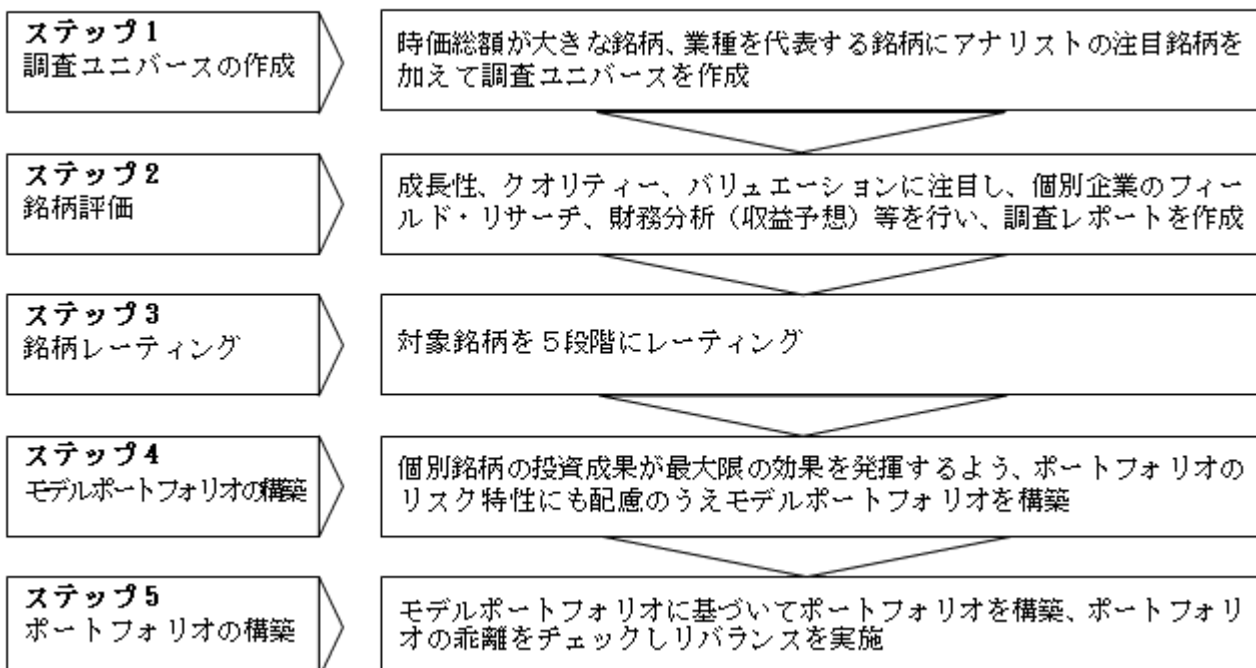 ステップ1
調査ユニバースの作成
時価総額が大きな銘柄、業種を代表する銘柄にアナリストの注目銘柄を
加えて調査ユニバースを作成
ステップ2
銘柄評価
成長性、クオリティー、バリュエーションに注目し、個別企業のフィー
ルド・リサーチ、財務分析（収益予想）等を行い、調査レポートを作成
ステップ3
銘柄レーティング
対象銘柄を５段階にレーティング
ステップ4
モデルポートフォリオの構築
個別銘柄の投資成果が最大限の効果を発揮するよう、ポートフォリオの
リスク特性にも配慮のうえモデルポートフォリオを構築
ステップ5
ポートフォリオの構築
モデルポートフォリオに基づいてポートフォリオを構築、ポートフォリ
オの乖離をチェックしリバランスを実施